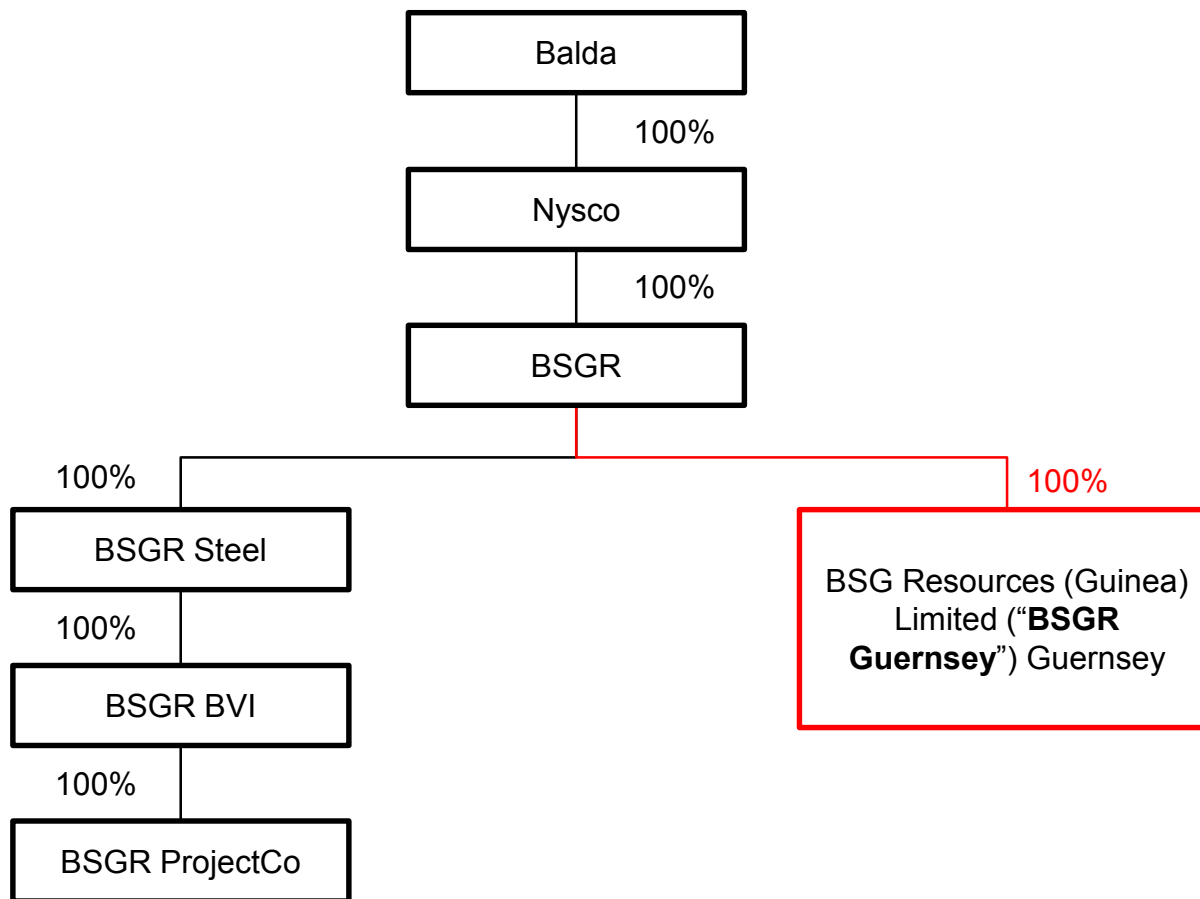 Balda
100%
Nysco
100%
BSGR
100%
100%
BSGR Steel
BSG Resources (Guinea)
Limited (“BSGR
Guernsey”) Guernsey
100%
BSGR BVI
100%
BSGR ProjectCo